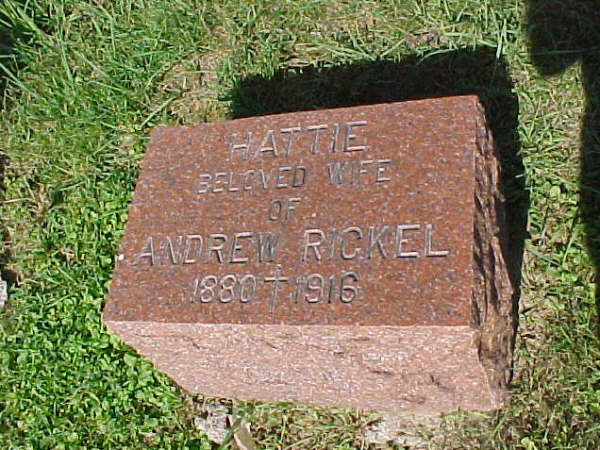 HATTIE
BELOVED WIFE
OF
ANDREW RICKEL
1880 † 1916